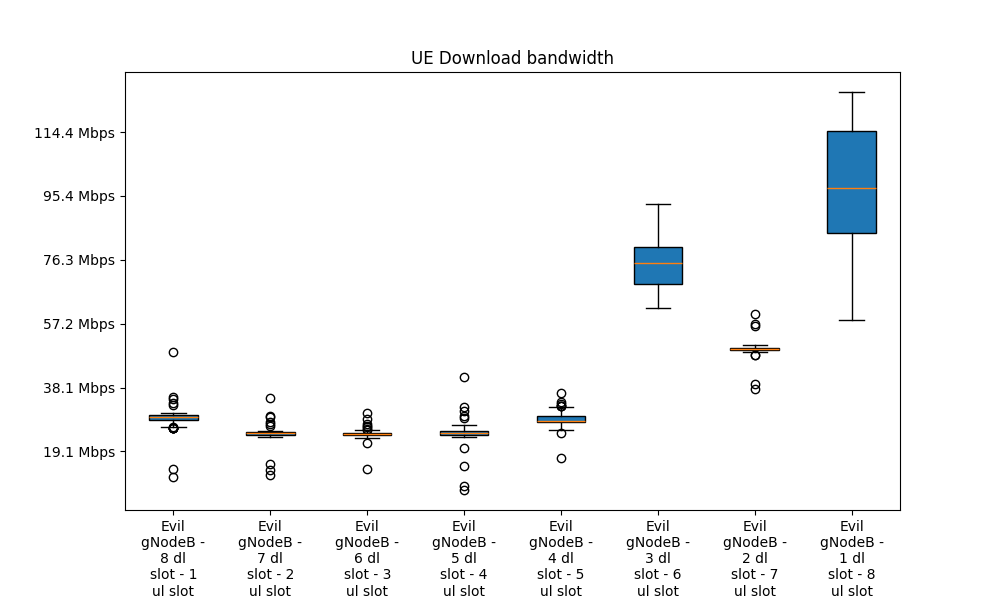 UE Download bandwidth
114.4 Mbps
95.4 Mbps
76.3 Mbps
57.2 Mbps
38.1 Mbps
19.1 Mbps
Evil
gNodeB -
8 dl
slot - 1
ul slot
Evil
gNodeB -
7 dl
slot - 2
ul slot
Evil
gNodeB -
6 dl
slot - 3
ul slot
Evil
gNodeB -
5 dl
slot - 4
ul slot
Evil
gNodeB -
4 dl
slot - 5
ul slot
Evil
gNodeB -
3 dl
slot - 6
ul slot
Evil
gNodeB -
2 dl
slot - 7
ul slot
Evil
gNodeB -
1 dl
slot - 8
ul slot